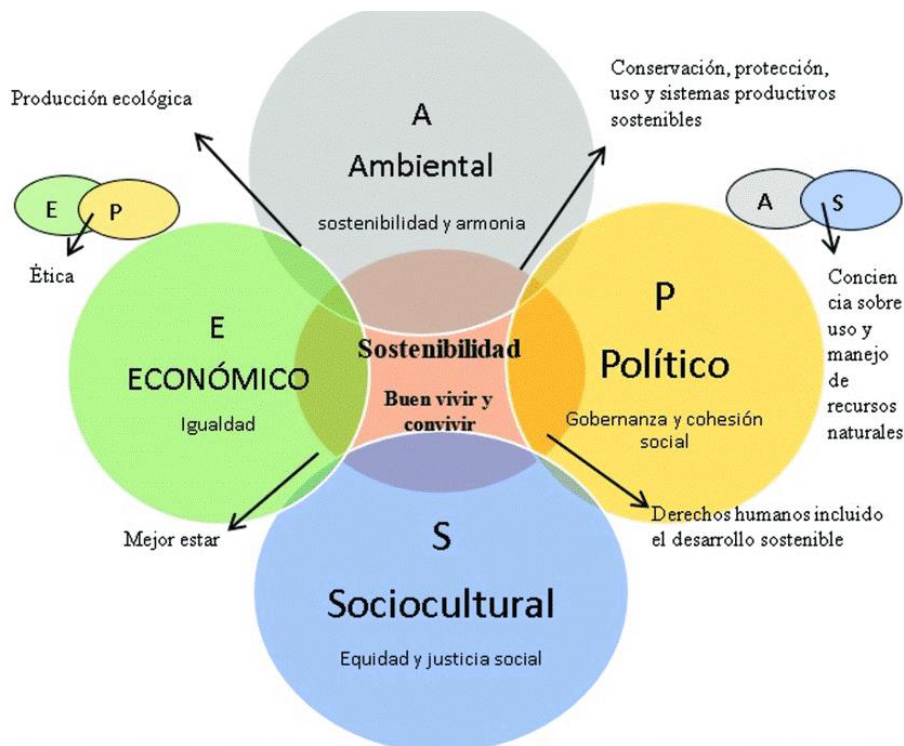 Producción ecológica
Conservación, protección,
uso y sistemas productivos
sostenibles
A
Ambiental
sostenibilidad y armonia
E
P
Ética
A
S
Concien
cia sobre
uso y
manejo
de
recursos
naturales
E
ECONÓMICO
Igualdad
Sostenibilidad
Buen vivir y
convivir
P
Político
Gobernanza y cohesión
social
Mejor estar
Derechos humanos incluido
el desarrollo sostenible
S
Sociocultural
Equidad y justicia social